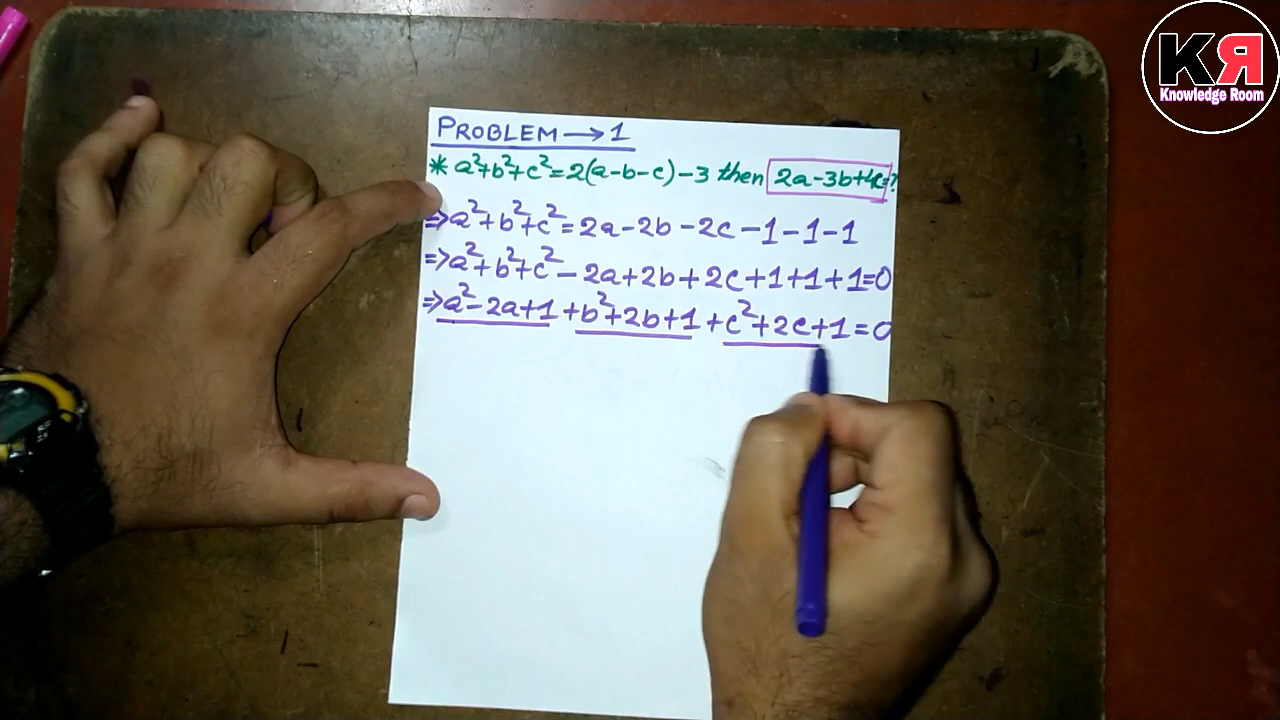 KЯ
Knowledge Room
PROBLEM → 1
* a²+b²+c²=2(a-b-c)-3 then 2a-3b+4c=?
⇒a²+b²+c²=2a-2b-2c-1-1-1
⇒a²+b²+c²-2a+2b+2c+1+1+1=0
⇒a²-2a+1+b²+2b+1+c²+2c+1=0